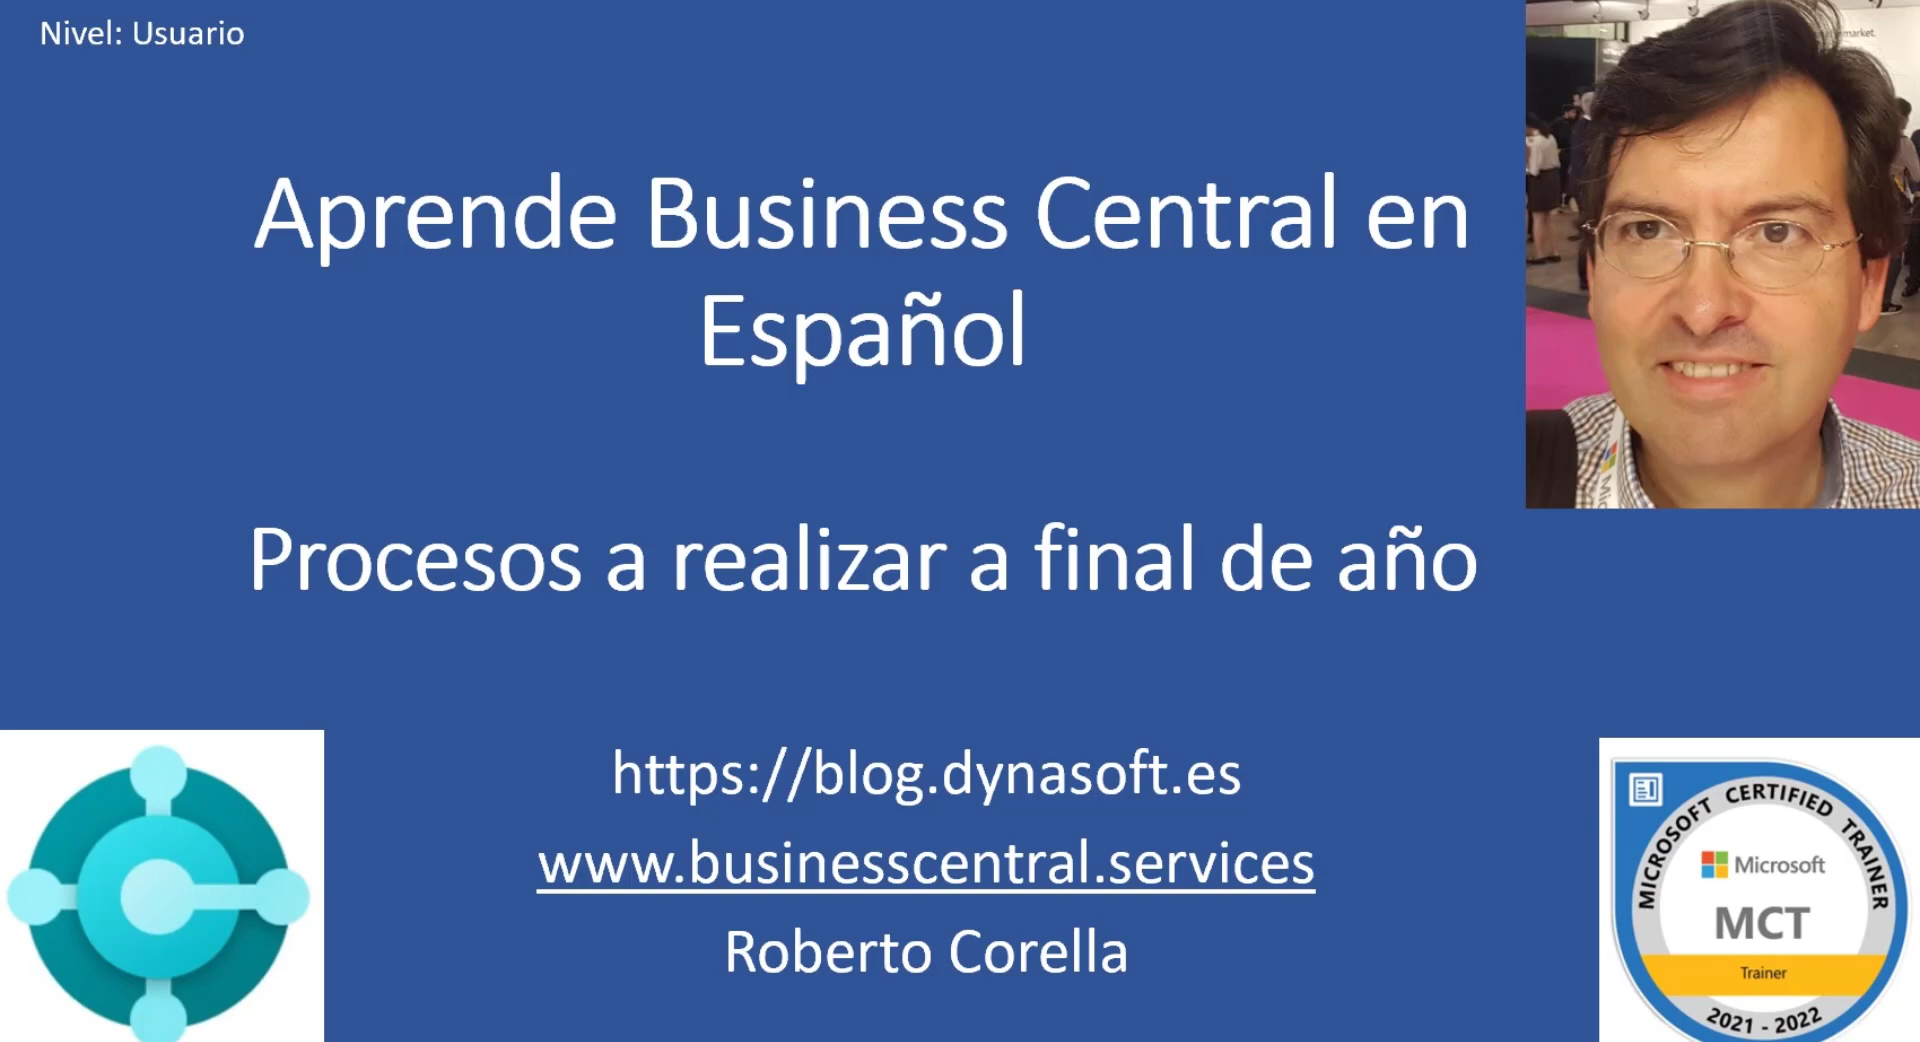 Nivel: Usuario
market.
Aprende Business Central en
Español
Procesos a realizar a final de año
https://blog.dynasoft.es
www.businesscentral.services
Roberto Corella
MICROSOFT CERTIFIED TRAINER
Microsoft
MCT
Trainer
2021 - 2022